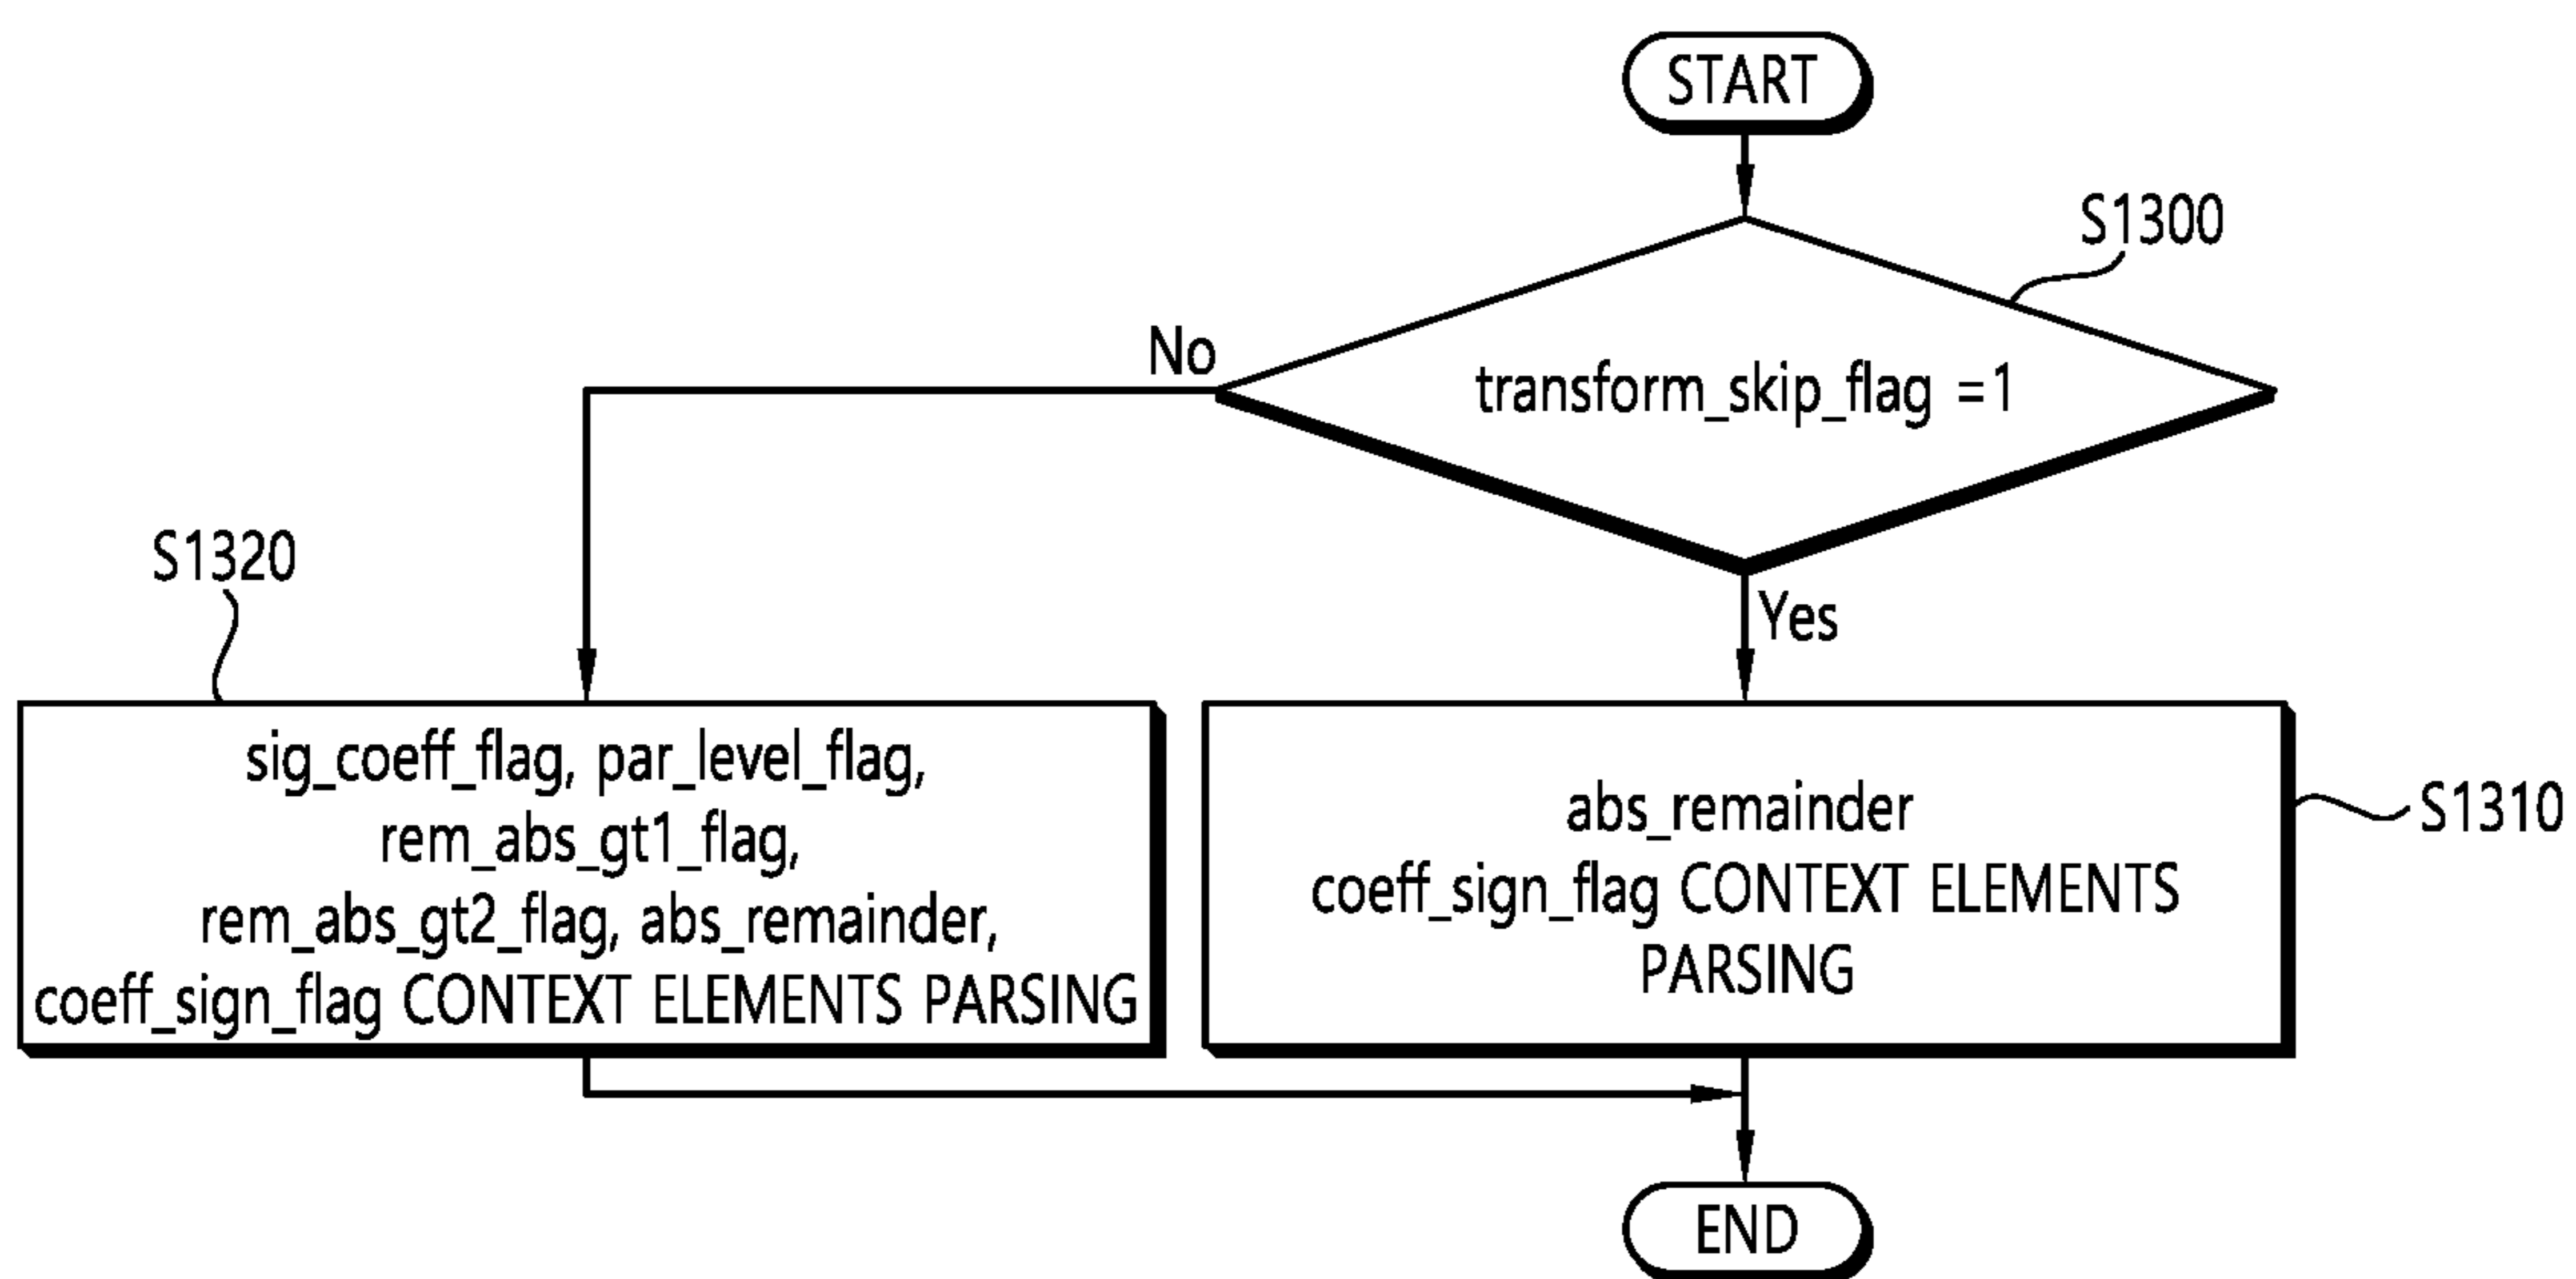 START
S1300
transform_skip_flag =1
No
Yes
S1320
sig_coeff_flag, par_level_flag,
rem_abs_gt1_flag,
rem_abs_gt2_flag, abs_remainder,
coeff_sign_flag CONTEXT ELEMENTS PARSING
abs_remainder
coeff_sign_flag CONTEXT ELEMENTS
PARSING
S1310
END